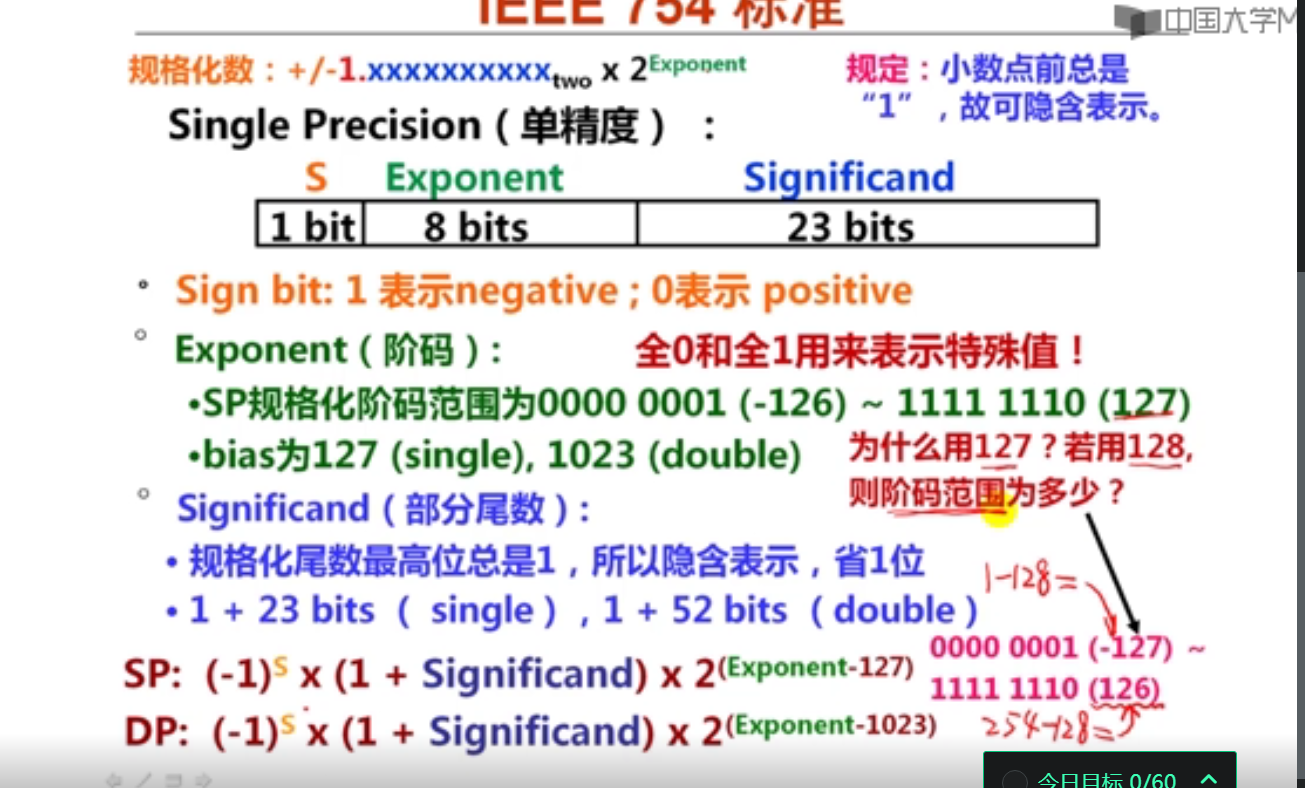 IEEE 754 标准
中国大学M
规格化数：+/-1.xxxxxxxxxxtwo x 2Exponent
规定：小数点前总是
“1”，故可隐含表示。
Single Precision（单精度）：
S Exponent Significand
1 bit 8 bits 23 bits
Sign bit: 1 表示negative；0表示 positive
Exponent（阶码）: 全0和全1用来表示特殊值！
•SP规格化阶码范围为0000 0001 (-126) ~ 1111 1110 (127)
•bias为127 (single), 1023 (double)
为什么用127？若用128,
则阶码范围为多少？
Significand（部分尾数）:
• 规格化尾数最高位总是1，所以隐含表示，省1位
• 1 + 23 bits （ single），1 + 52 bits （double）
1-128=
0000 0001 (-127) ~
1111 1110 (126)
254-128=
SP: (-1)S x (1 + Significand) x 2(Exponent-127)
DP: (-1)S x (1 + Significand) x 2(Exponent-1023)
今日目标 0/60